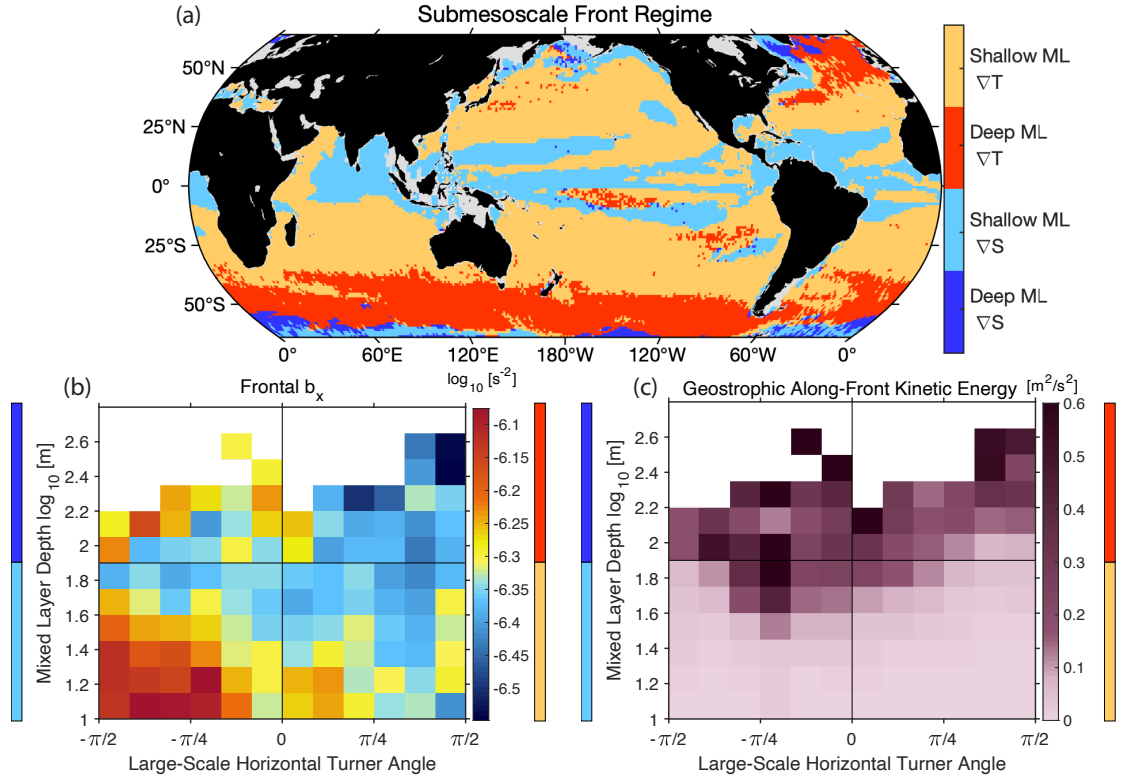 (a)
Submesoscale Front Regime
50°N
25°N
0°
25°S
50°S
0°
60°E
120°E
180°W
120°W
60°W
0°
Shallow ML
∇T
Deep ML
∇T
Shallow ML
∇S
Deep ML
∇S
(b)
Frontal b_x
log₁₀ [s⁻²]
Mixed Layer Depth log₁₀ [m]
2.6
2.4
2.2
2
1.8
1.6
1.4
1.2
1
-π/2
-π/4
0
π/4
π/2
Large-Scale Horizontal Turner Angle
-6.1
-6.15
-6.2
-6.25
-6.3
-6.35
-6.4
-6.45
-6.5
(c)
Geostrophic Along-Front Kinetic Energy
[m²/s²]
Mixed Layer Depth log₁₀ [m]
2.6
2.4
2.2
2
1.8
1.6
1.4
1.2
1
-π/2
-π/4
0
π/4
π/2
Large-Scale Horizontal Turner Angle
0.6
0.5
0.4
0.3
0.2
0.1
0